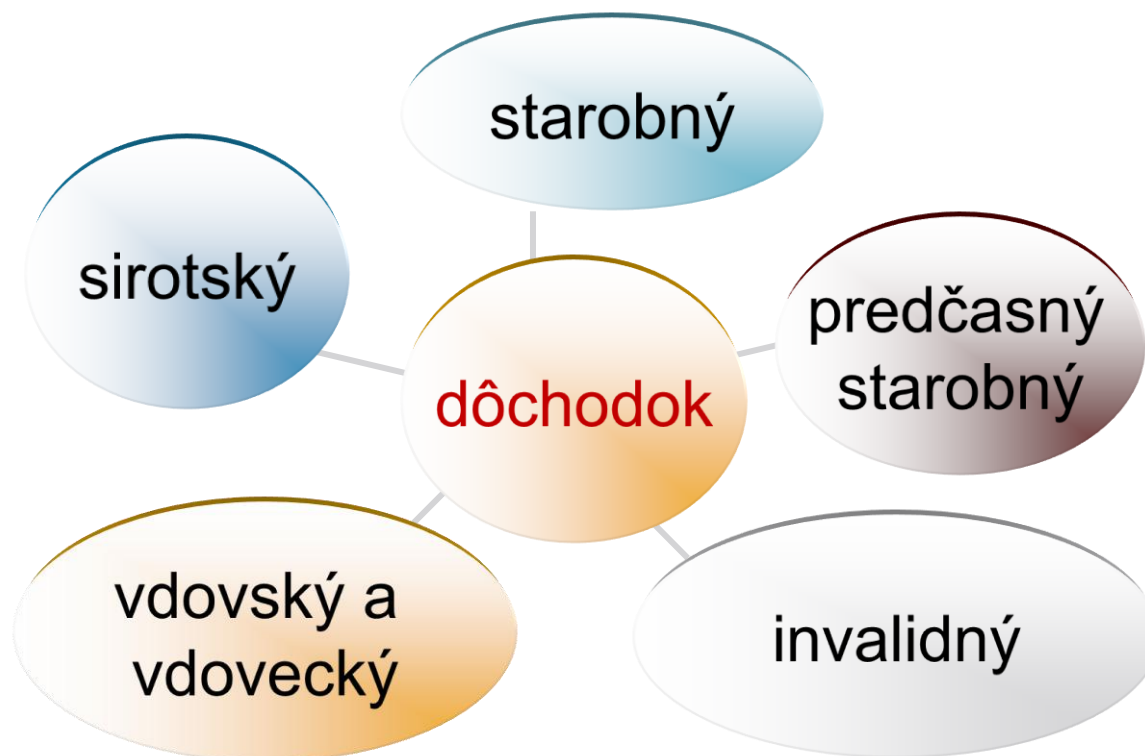 starobný
sirotský
predčasný
starobný
dôchodok
vdovský a
vdovecký
invalidný